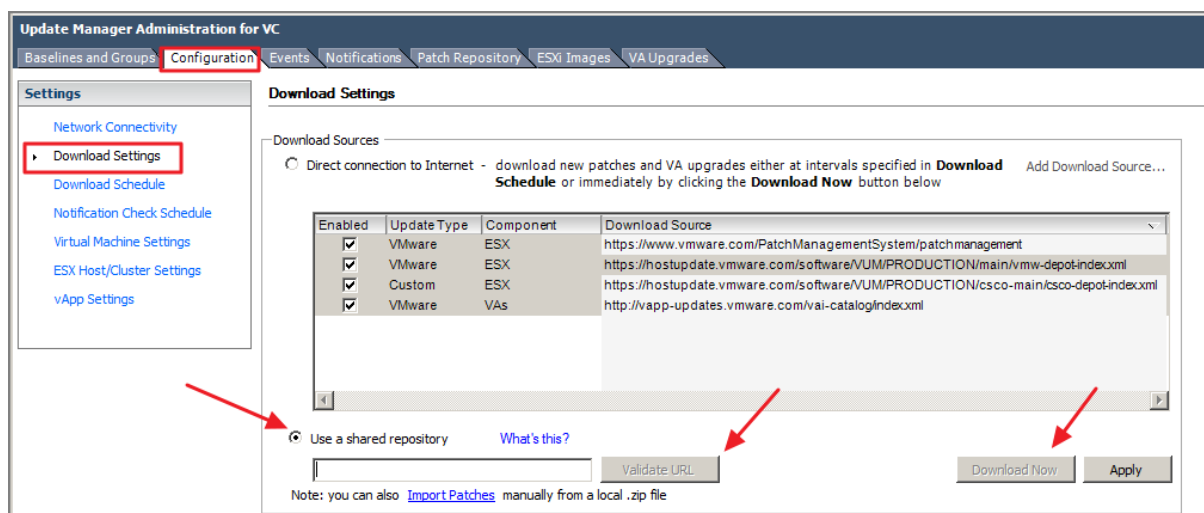 Update Manager Administration for VC
Baselines and Groups Configuration Events Notifications Patch Repository ESXi Images VA Upgrades
Settings
Network Connectivity
Download Settings
Download Schedule
Notification Check Schedule
Virtual Machine Settings
ESX Host/Cluster Settings
vApp Settings
Download Settings
Download Sources
Direct connection to Internet - download new patches and VA upgrades either at intervals specified in Download Add Download Source...
Schedule or immediately by clicking the Download Now button below
Enabled Update Type Component Download Source
VMware ESX https://www.vmware.com/PatchManagementSystem/patchmanagement
VMware ESX https://hostupdate.vmware.com/software/VUM/PRODUCTION/main/vmw-depot-index.xml
Custom ESX https://hostupdate.vmware.com/software/VUM/PRODUCTION/csco-main/csco-depot-index.xml
VMware VAs http://vapp-updates.vmware.com/vai-catalog/index.xml
Use a shared repository What's this?
Validate URL Download Now Apply
Note: you can also Import Patches manually from a local .zip file